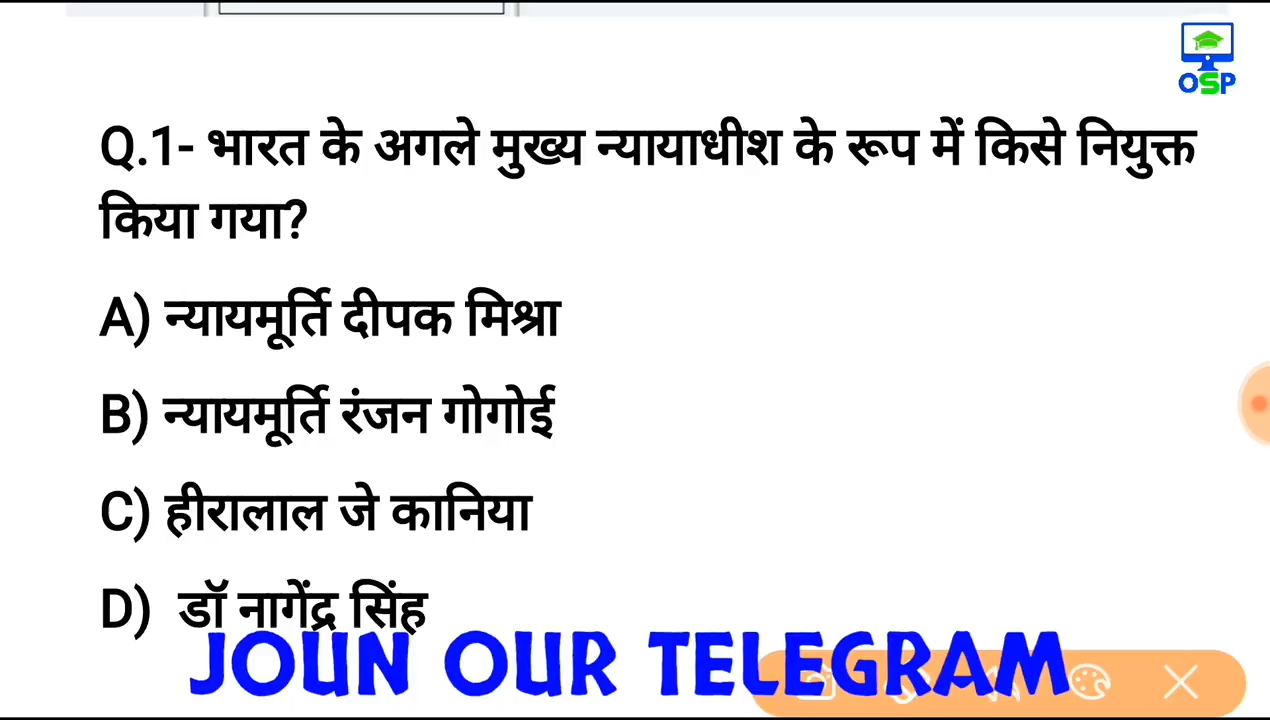 OSP
Q.1- भारत के अगले मुख्य न्यायाधीश के रूप में किसे नियुक्त
किया गया?
A) न्यायमूर्ति दीपक मिश्रा
B) न्यायमूर्ति रंजन गोगोई
C) हीरालाल जे कानिया
D) डॉ नागेंद्र सिंह
JOUN OUR TELEGRAM